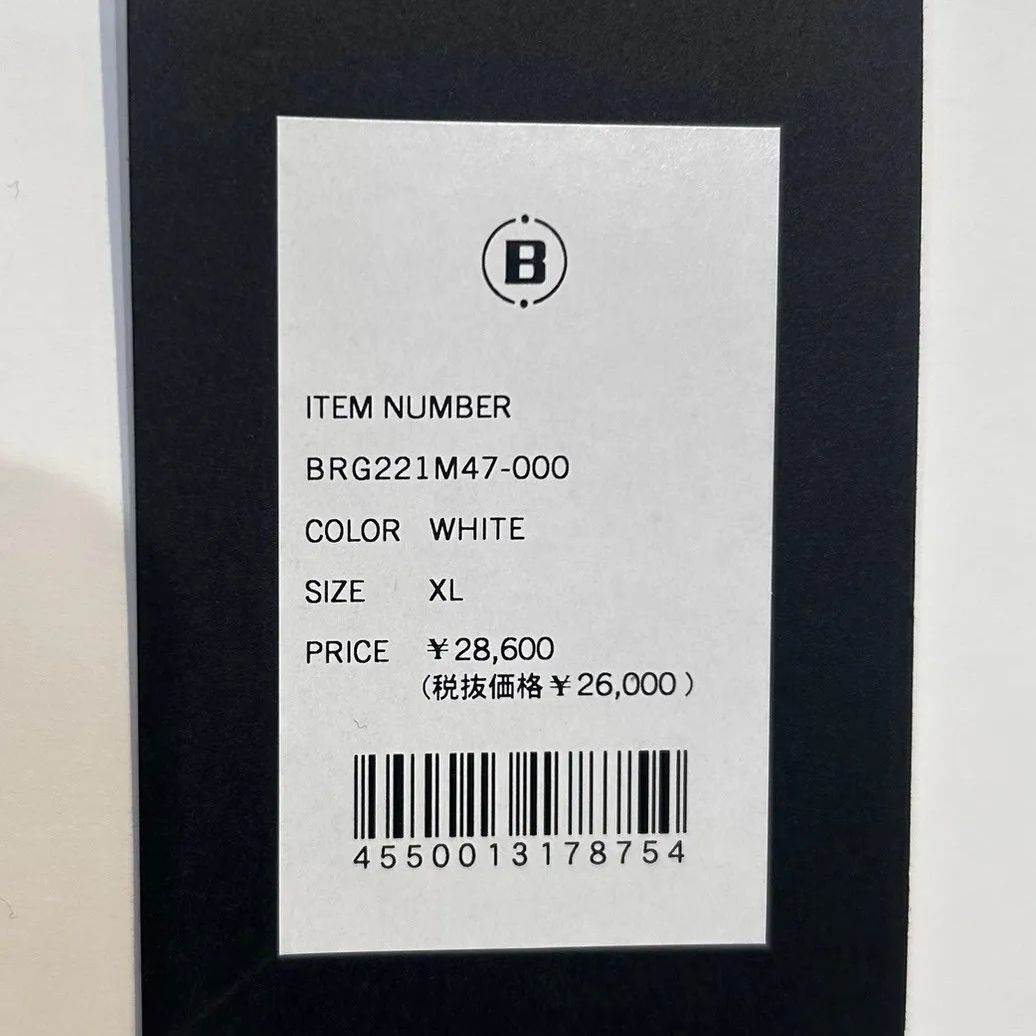 B
ITEM NUMBER
BRG221M47-000
COLOR WHITE
SIZE XL
PRICE ¥28,600
(税抜価格¥26,000)
4550013178754